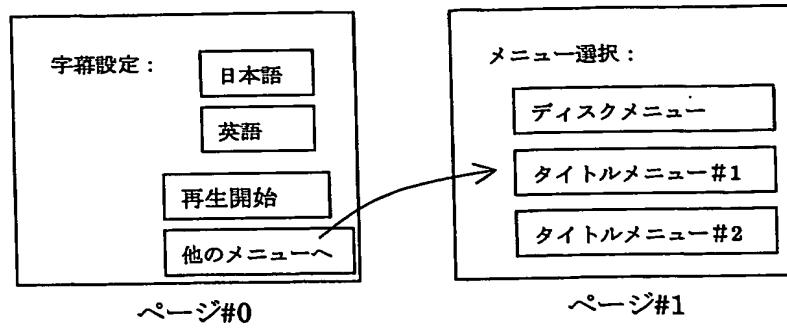 字幕設定：
日本語
英語
再生開始
他のメニューへ
ページ#0
メニュー選択：
ディスクメニュー
タイトルメニュー#1
タイトルメニュー#2
ページ#1